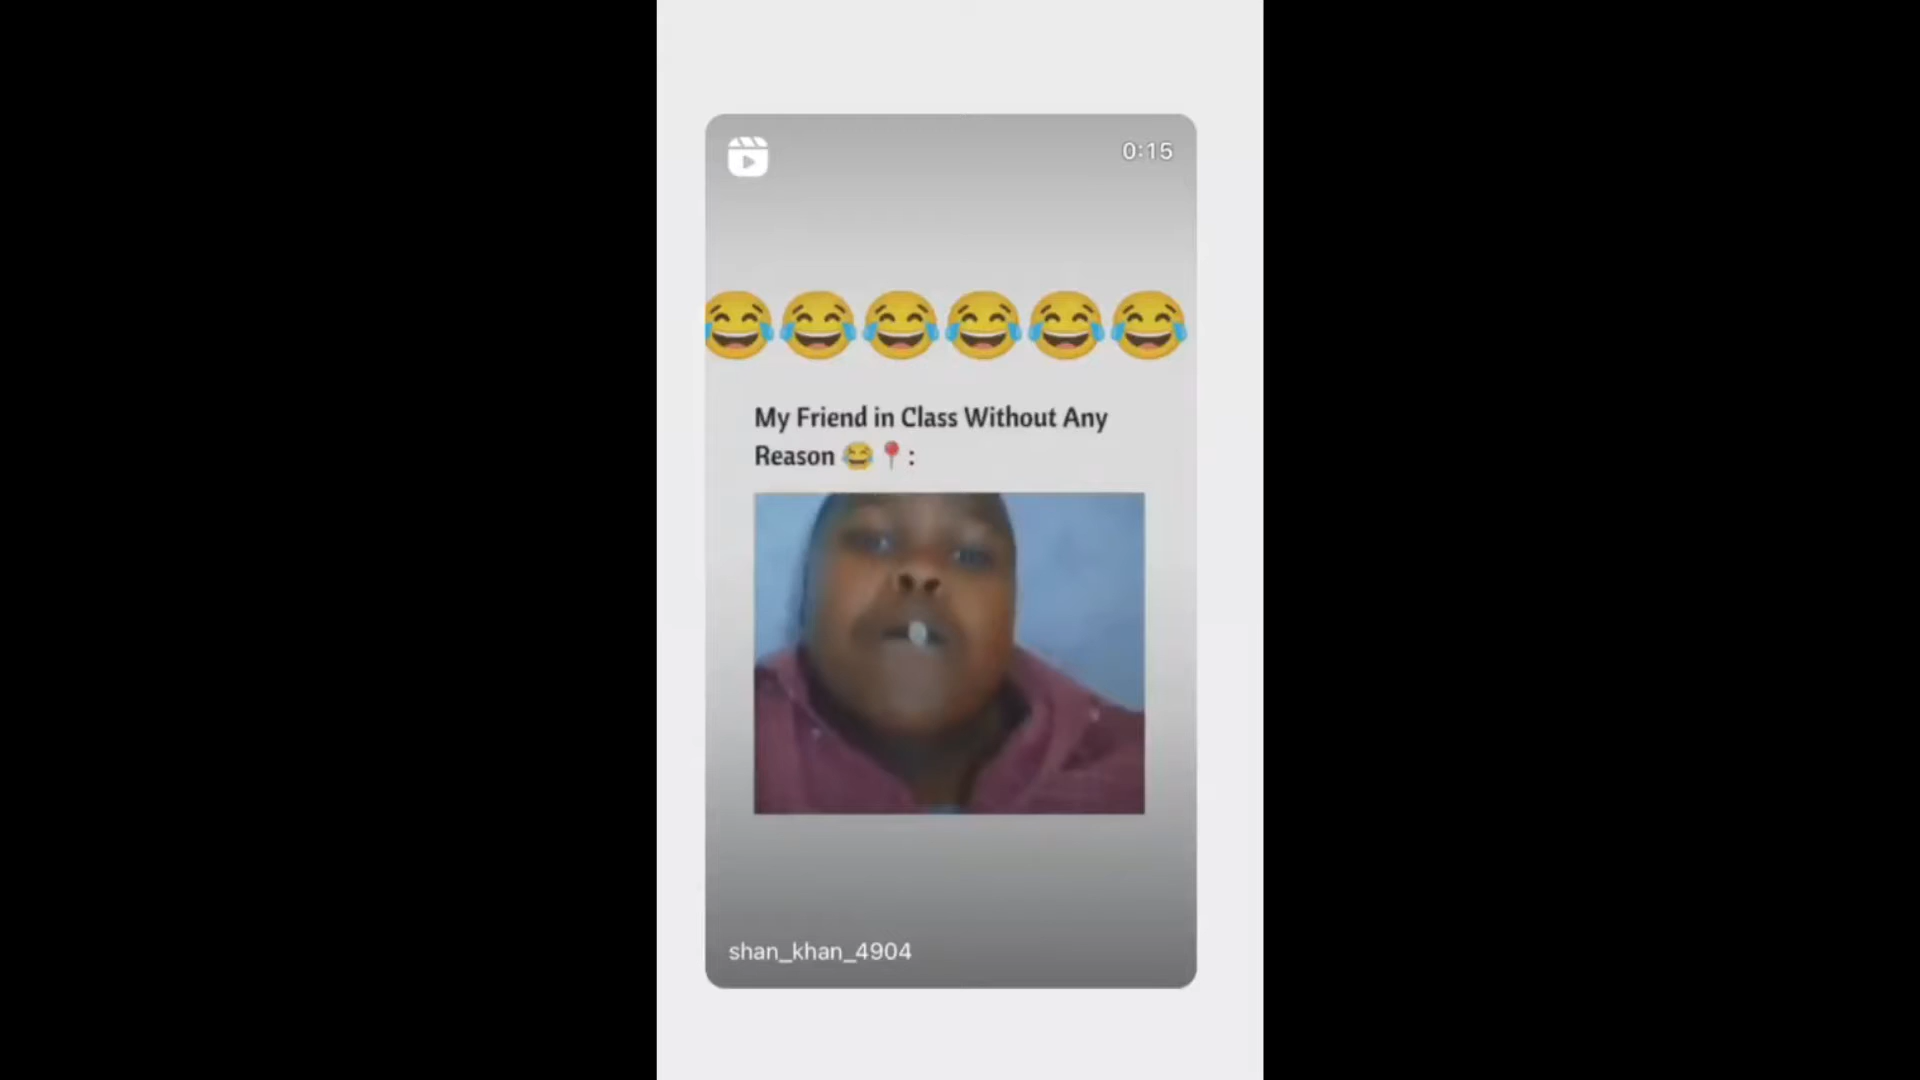 0:15
😂😂😂😂😂😂
My Friend in Class Without Any
Reason 😂📍:
shan_khan_4904